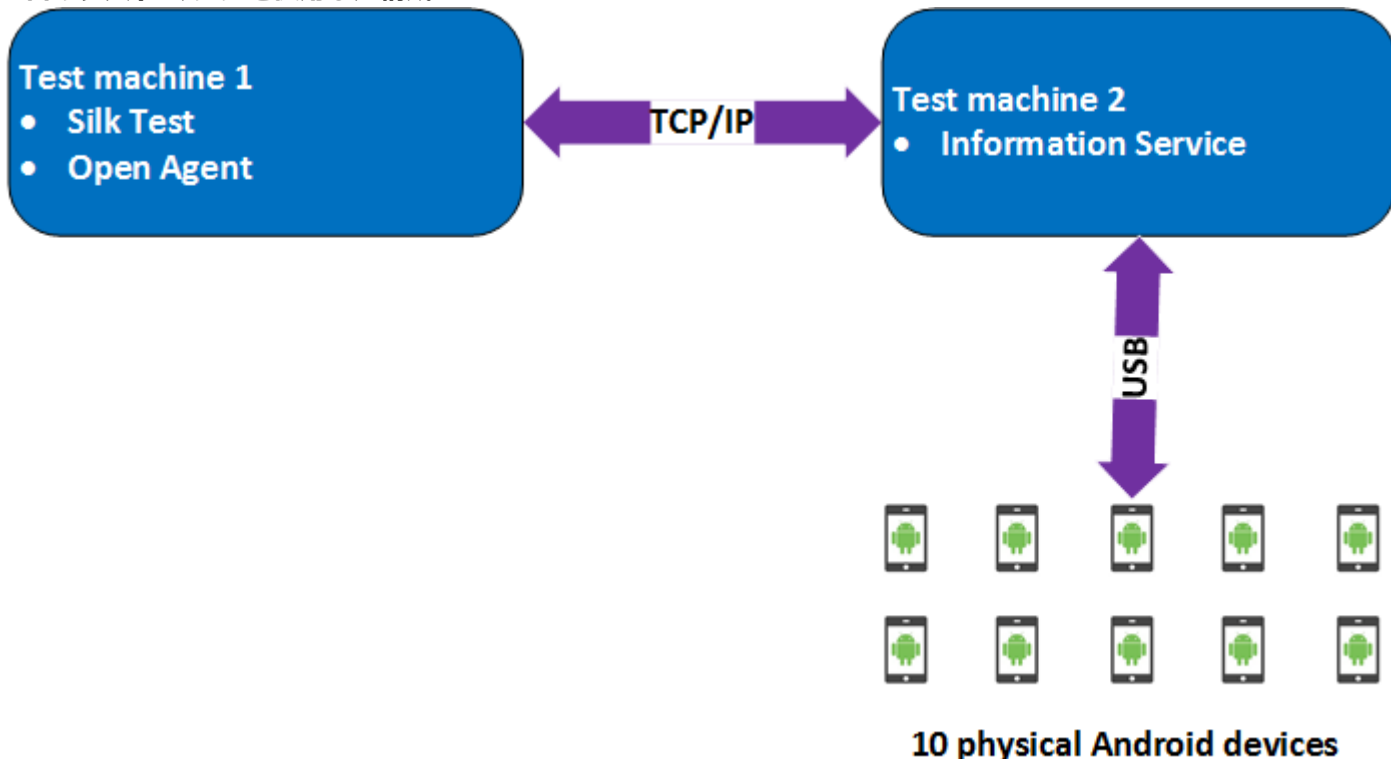 Test machine 1
• Silk Test
• Open Agent
TCP/IP
Test machine 2
• Information Service
USB
10 physical Android devices